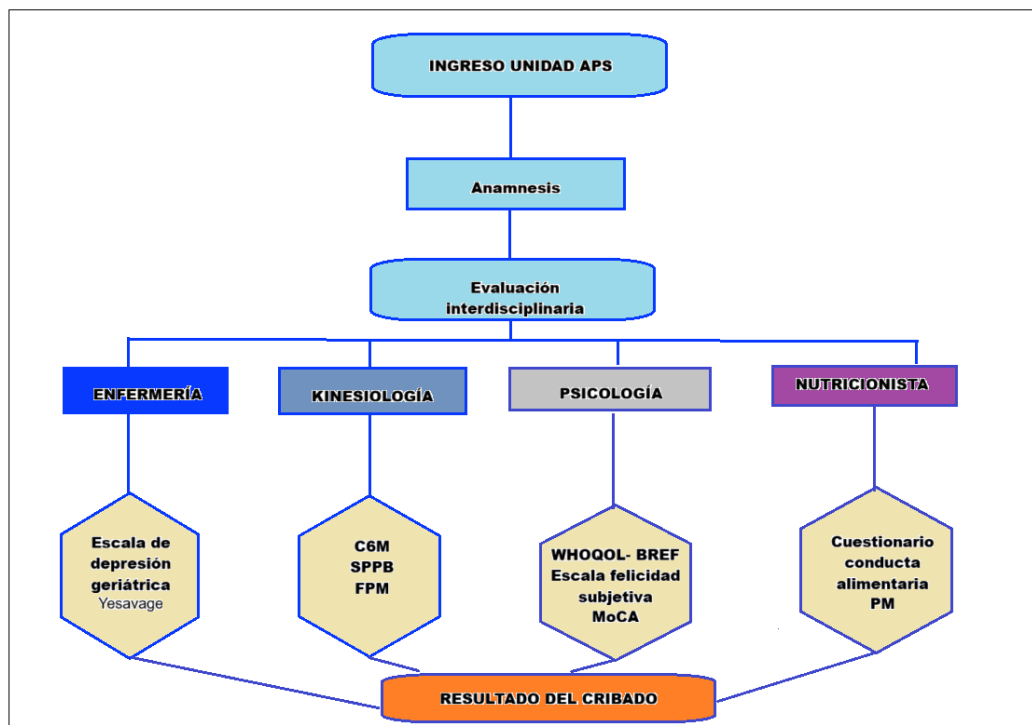 INGRESO UNIDAD APS
Anamnesis
Evaluación
interdisciplinaria
ENFERMERÍA
KINESIOLOGÍA
PSICOLOGÍA
NUTRICIONISTA
Escala de
depresión
geriátrica
Yesavage
C6M
SPPB
FPM
WHOQOL- BREF
Escala felicidad
subjetiva
MoCA
Cuestionario
conducta
alimentaria
PM
RESULTADO DEL CRIBADO